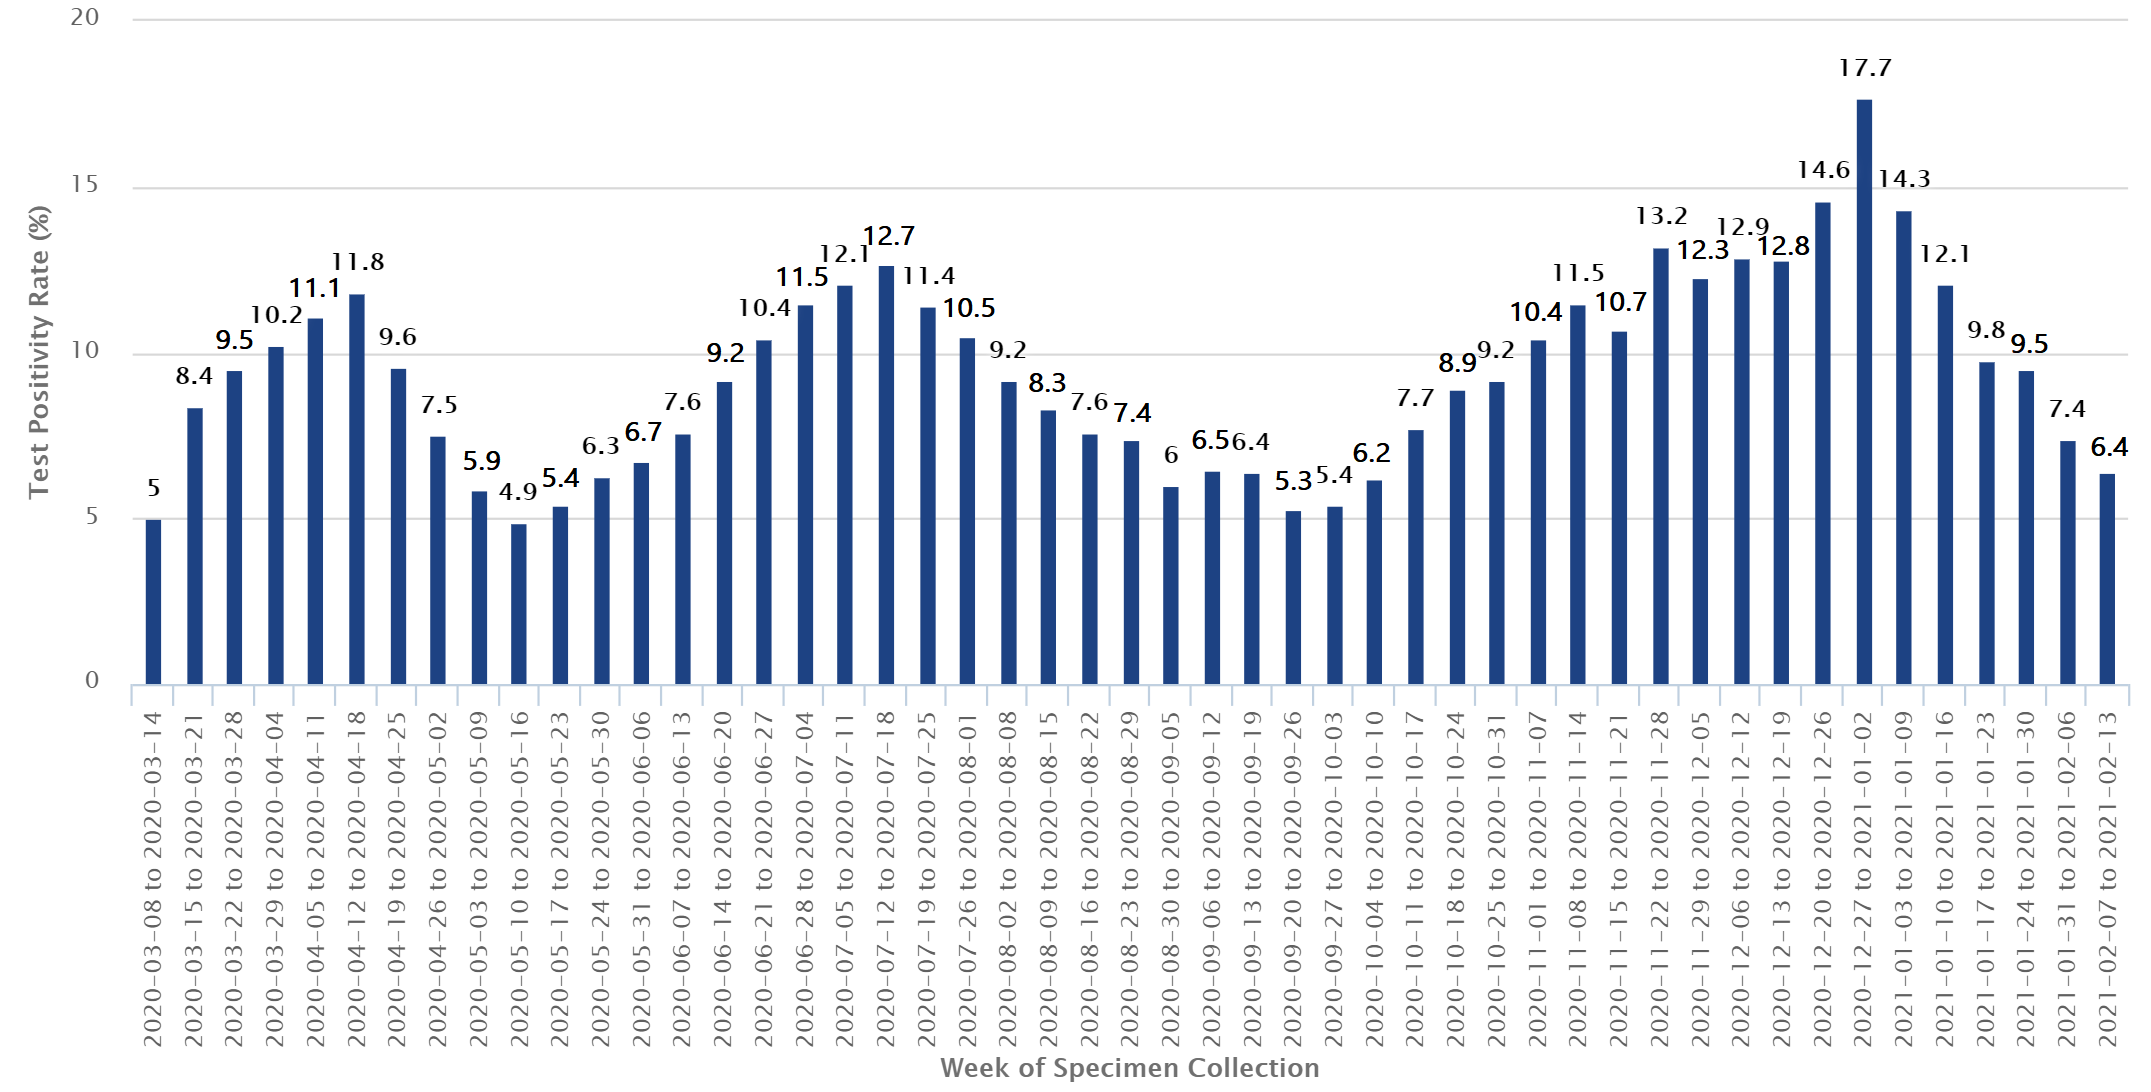 Test Positivity Rate (%)
20
15
10
5
0
5
8.4
9.5
10.2
11.1
11.8
9.6
7.5
5.9
4.9
5.4
6.3
6.7
7.6
9.2
10.4
11.5
12.1
12.7
11.4
10.5
9.2
8.3
7.6
7.4
6
6.5
6.4
5.3
5.4
6.2
7.7
8.9
9.2
10.4
11.5
10.7
13.2
12.3
12.9
12.8
14.6
17.7
14.3
12.1
9.8
9.5
7.4
6.4
2020-03-08 to 2020-03-14
2020-03-15 to 2020-03-21
2020-03-22 to 2020-03-28
2020-03-29 to 2020-04-04
2020-04-05 to 2020-04-11
2020-04-12 to 2020-04-18
2020-04-19 to 2020-04-25
2020-04-26 to 2020-05-02
2020-05-03 to 2020-05-09
2020-05-10 to 2020-05-16
2020-05-17 to 2020-05-23
2020-05-24 to 2020-05-30
2020-05-31 to 2020-06-06
2020-06-07 to 2020-06-13
2020-06-14 to 2020-06-20
2020-06-21 to 2020-06-27
2020-06-28 to 2020-07-04
2020-07-05 to 2020-07-11
2020-07-12 to 2020-07-18
2020-07-19 to 2020-07-25
2020-07-26 to 2020-08-01
2020-08-02 to 2020-08-08
2020-08-09 to 2020-08-15
2020-08-16 to 2020-08-22
2020-08-23 to 2020-08-29
2020-08-30 to 2020-09-05
2020-09-06 to 2020-09-12
2020-09-13 to 2020-09-19
2020-09-20 to 2020-09-26
2020-09-27 to 2020-10-03
2020-10-04 to 2020-10-10
2020-10-11 to 2020-10-17
2020-10-18 to 2020-10-24
2020-10-25 to 2020-10-31
2020-11-01 to 2020-11-07
2020-11-08 to 2020-11-14
2020-11-15 to 2020-11-21
2020-11-22 to 2020-11-28
2020-11-29 to 2020-12-05
2020-12-06 to 2020-12-12
2020-12-13 to 2020-12-19
2020-12-20 to 2020-12-26
2020-12-27 to 2021-01-02
2021-01-03 to 2021-01-09
2021-01-10 to 2021-01-16
2021-01-17 to 2021-01-23
2021-01-24 to 2021-01-30
2021-01-31 to 2021-02-06
2021-02-07 to 2021-02-13
Week of Specimen Collection